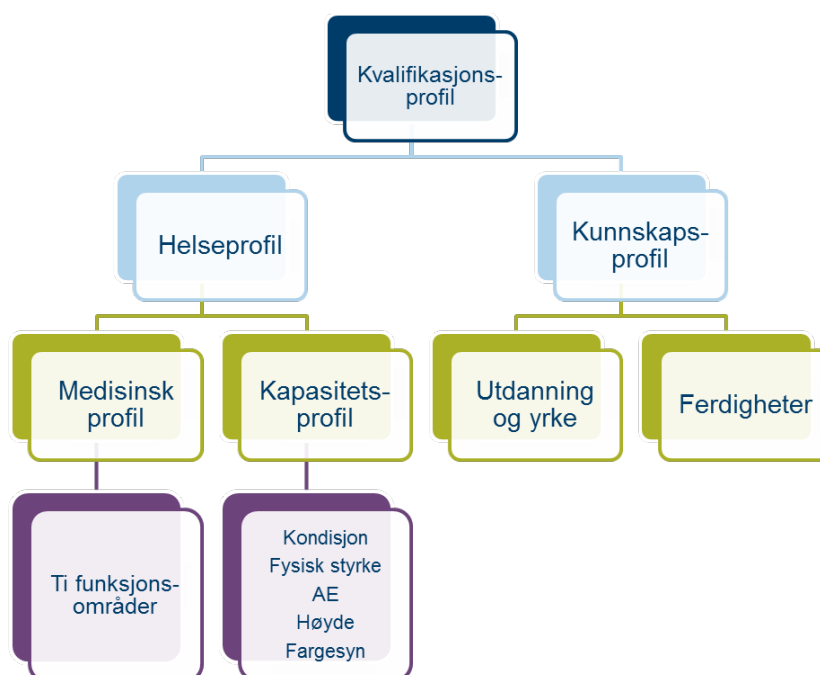 Kvalifikasjons-
profil
Helseprofil
Kunnskaps-
profil
Medisinsk
profil
Kapasitets-
profil
Utdanning
og yrke
Ferdigheter
Ti funksjons-
områder
Kondisjon
Fysisk styrke
AE
Høyde
Fargesyn